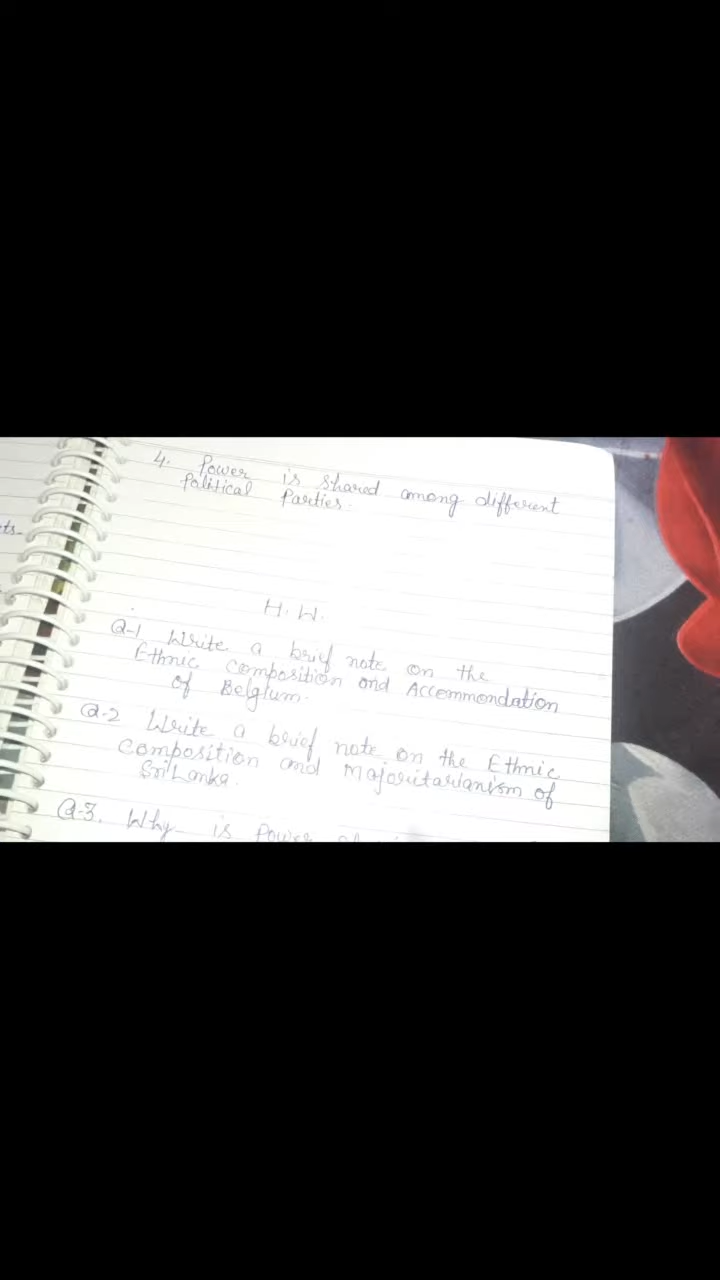 ts-
4. Power is shared among different
Political Parties.
H.W.
Q-1 Write a brief note on the
Ethnic Composition and Accommondation
of Belgium.
Q-2 Write a brief note on the Ethnic
Composition and Majoritarianism of
Sri Lanka.
Q-3. Why is Power